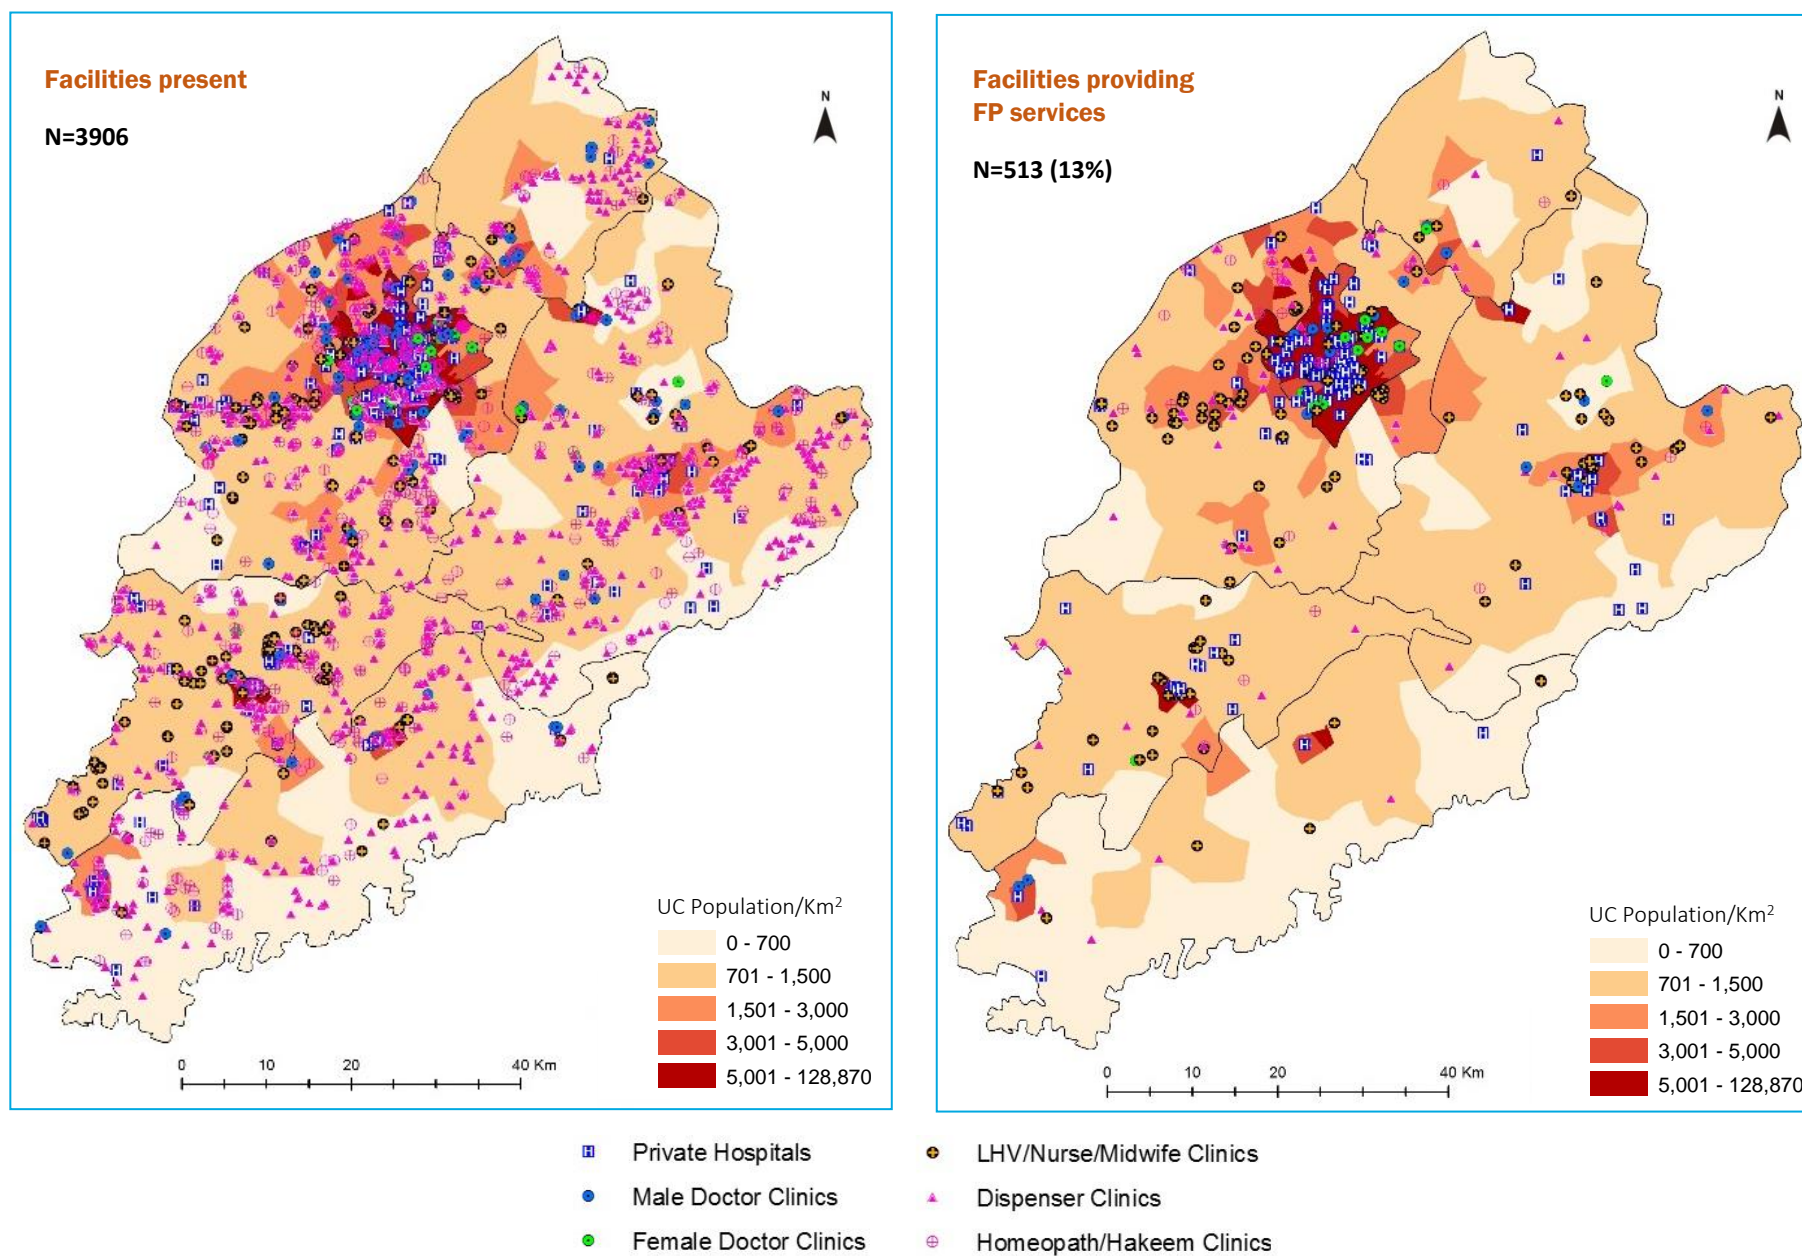 Facilities present
N=3906
N
UC Population/Km²
0 - 700
701 - 1,500
1,501 - 3,000
3,001 - 5,000
5,001 - 128,870
0 10 20 40 Km
Facilities providing
FP services
N=513 (13%)
N
UC Population/Km²
0 - 700
701 - 1,500
1,501 - 3,000
3,001 - 5,000
5,001 - 128,870
0 10 20 40 Km
H Private Hospitals
Male Doctor Clinics
Female Doctor Clinics
LHV/Nurse/Midwife Clinics
Dispenser Clinics
Homeopath/Hakeem Clinics